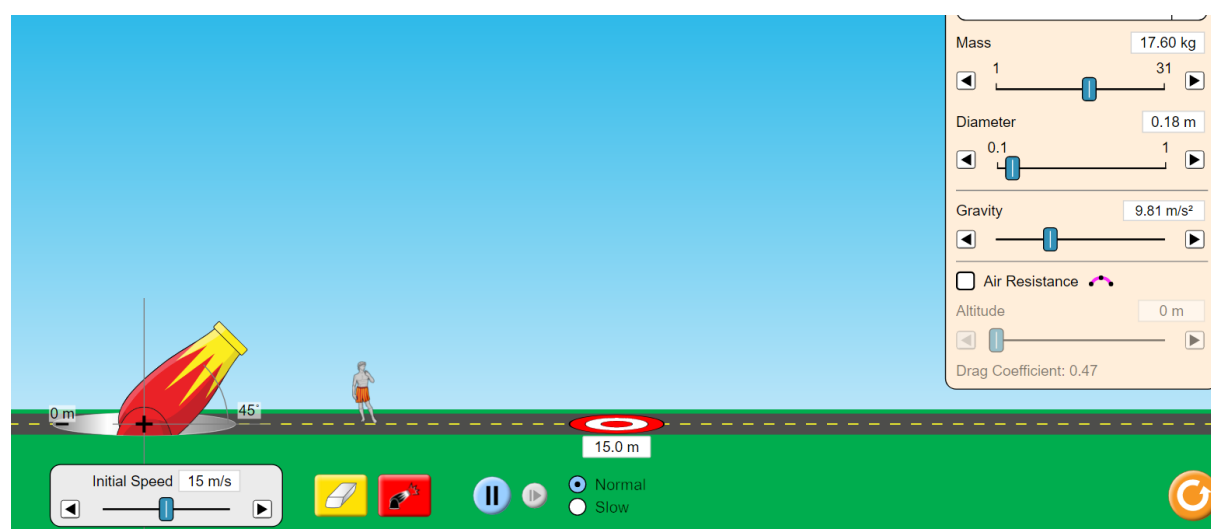 Mass 17.60 kg
1 31
Diameter 0.18 m
0.1 1
Gravity 9.81 m/s²
Air Resistance
Altitude 0 m
Drag Coefficient: 0.47
0 m
45°
15.0 m
Initial Speed 15 m/s
Normal
Slow